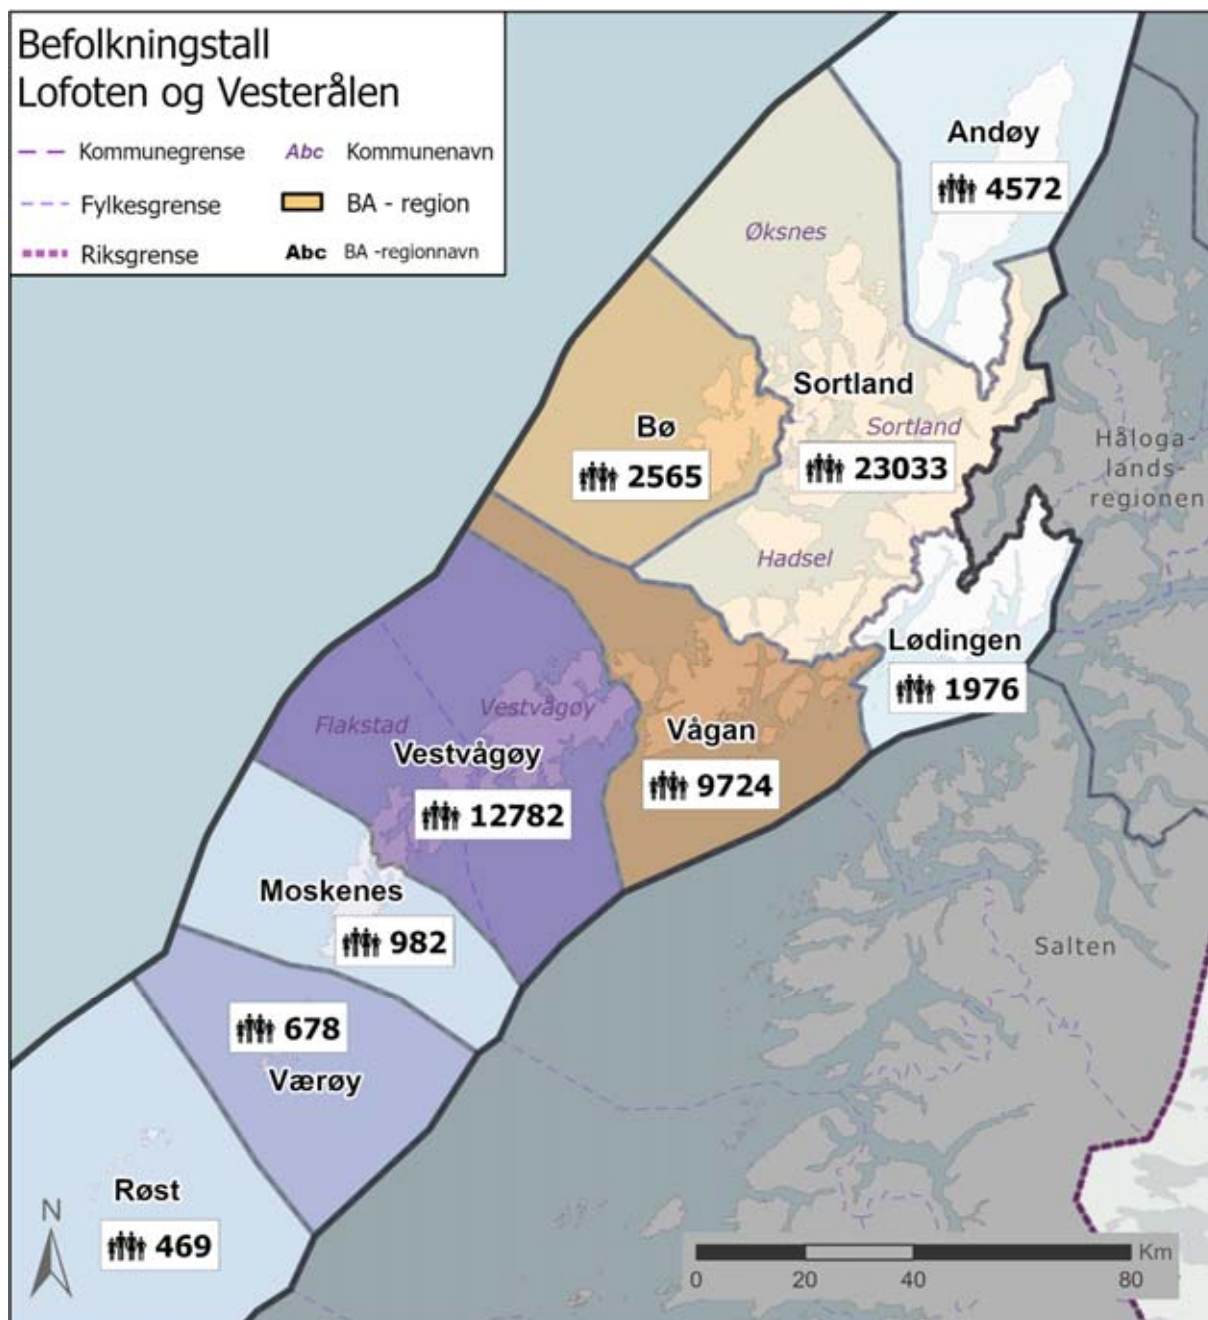 Befolkningstall
Lofoten og Vesterålen
Kommunegrense
Abc Kommunenavn
Fylkesgrense
BA - region
Riksgrense
Abc BA -regionnavn
Andøy
4572
Øksnes
Sortland
Sortland
23033
Bø
2565
Håloga-
lands-
regionen
Hadsel
Lødingen
1976
Vestvågøy
Flakstad
Vestvågøy
12782
Vågan
9724
Moskenes
982
Salten
678
Værøy
Røst
469
N
Km
0 20 40 80